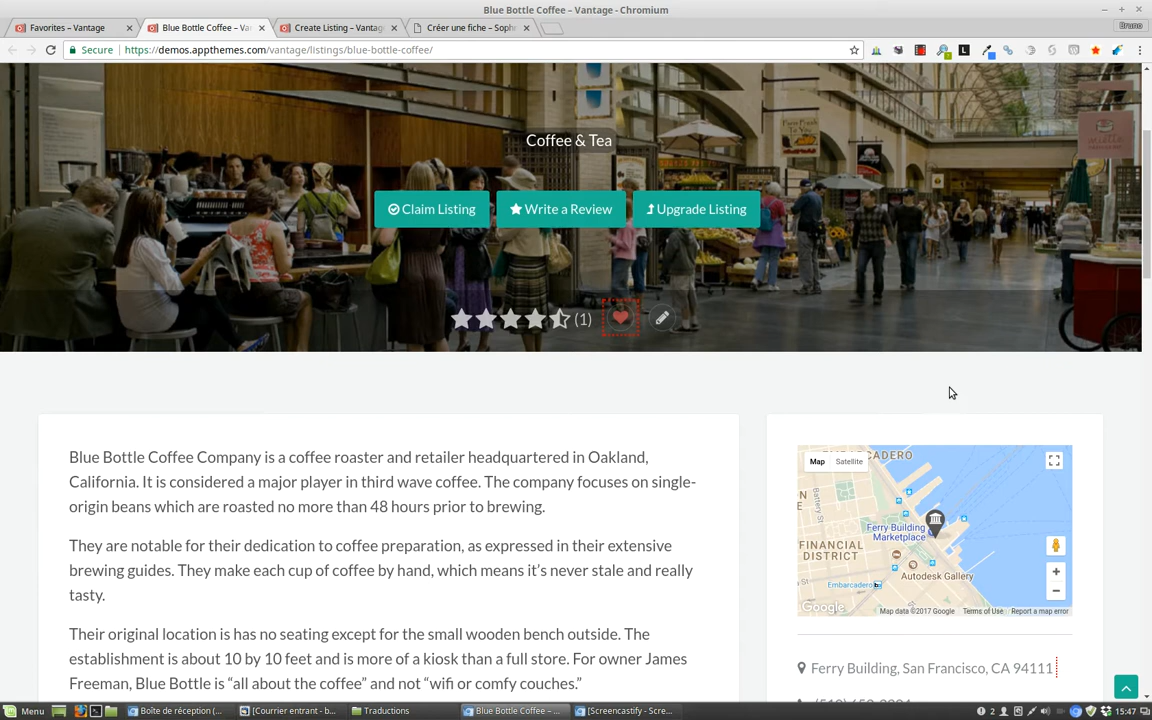 Blue Bottle Coffee – Vantage - Chromium
Favorites – Vantage
Blue Bottle Coffee – Va
Create Listing – Vantag
Créer une fiche – Soph
Bruno
Secure
https://demos.appthemes.com/vantage/listings/blue-bottle-coffee/
Coffee & Tea
Claim Listing
Write a Review
Upgrade Listing
(1)
Blue Bottle Coffee Company is a coffee roaster and retailer headquartered in Oakland,
California. It is considered a major player in third wave coffee. The company focuses on single-
origin beans which are roasted no more than 48 hours prior to brewing.
They are notable for their dedication to coffee preparation, as expressed in their extensive
brewing guides. They make each cup of coffee by hand, which means it's never stale and really
tasty.
Their original location is has no seating except for the small wooden bench outside. The
establishment is about 10 by 10 feet and is more of a kiosk than a full store. For owner James
Freeman, Blue Bottle is “all about the coffee” and not “wifi or comfy couches.”
Map
Satellite
Battery St
Ferry Building
Marketplace
FINANCIAL
DISTRICT
Autodesk Gallery
Embarcadero
Google
Map data ©2017 Google
Terms of Use
Report a map error
Ferry Building, San Francisco, CA 94111
Menu
Boîte de réception (...
[Courrier entrant - b...
Traductions
Blue Bottle Coffee – ...
[Screencastify - Scre...
2
15:47